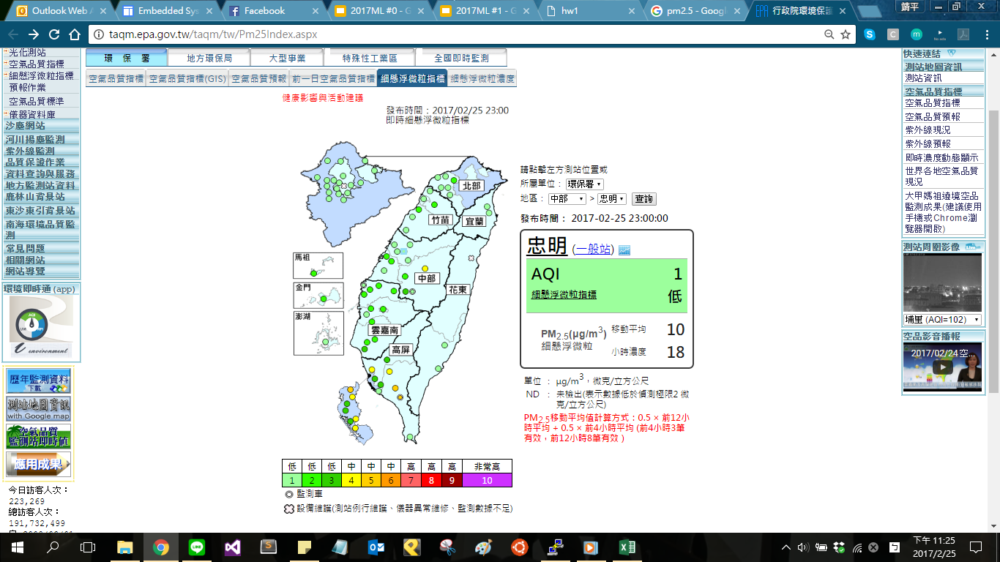 Outlook Web A
Embedded Sys
Facebook
2017ML #0 - G
2017ML #1 - G
hw1
pm2.5 - Googl
行政院環境保護
靖平
taqm.epa.gov.tw/taqm/tw/Pm25Index.aspx
光化測站
空氣品質指標
細懸浮微粒指標
預報作業
空氣品質標準
儀器資料庫
沙塵網站
河川揚塵監測
紫外線監測
品質保證作業
資料查詢與服務
地方監測站資料
鹿林山背景站
東沙東引背景站
南海環境品質監
測
常見問題
相關網站
網站導覽
環境即時通 (app)
AQI
i environment
歷年監測資料
下載
測站地圖資訊
with Google map
空氣品質
監測站即時值
應用成果
今日訪客人次：
223,269
總訪客人次：
191,732,499
環 保 署
地方環保局
大型事業
特殊性工業區
全國即時監測
空氣品質指標
空氣品質指標(GIS)
空氣品質預報
前一日空氣品質指標
細懸浮微粒指標
細懸浮微粒濃度
健康影響與活動建議
發布時間：2017/02/25 23:00
即時細懸浮微粒指標
北部
竹苗
宜蘭
馬祖
中部
金門
花東
澎湖
雲嘉南
高屏
低 低 低 中 中 中 高 高 高 非常高
1 2 3 4 5 6 7 8 9 10
監測車
設備維護(測站例行維護、儀器異常維修、監測數據不足)
請點擊左方測站位置或
所屬單位： 環保署
地區： 中部 > 忠明 查詢
發布時間： 2017-02-25 23:00:00
忠明 (一般站)
AQI 1
細懸浮微粒指標 低
PM2.5(μg/m3)
細懸浮微粒
移動平均 10
小時濃度 18
單位 ： μg/m3，微克/立方公尺
ND ： 未檢出(表示數據低於偵測極限2 微
克/立方公尺)
PM2.5移動平均值計算方式：0.5 × 前12小
時平均 + 0.5 × 前4小時平均 (前4小時3筆
有效，前12小時8筆有效 )
快速連結
測站地圖資訊
測站資訊
空氣品質指標
空氣品質指標
空氣品質預報
紫外線現況
紫外線預報
即時濃度動態顯示
世界各地空氣品質
現況
大甲媽祖遶境空品
監測成果(建議使用
手機或Chrome瀏
覽器開啟)
測站周圍影像
埔里 (AQI=102)
空品影音播報
2017/02/24 空...
下午 11:25
2017/2/25